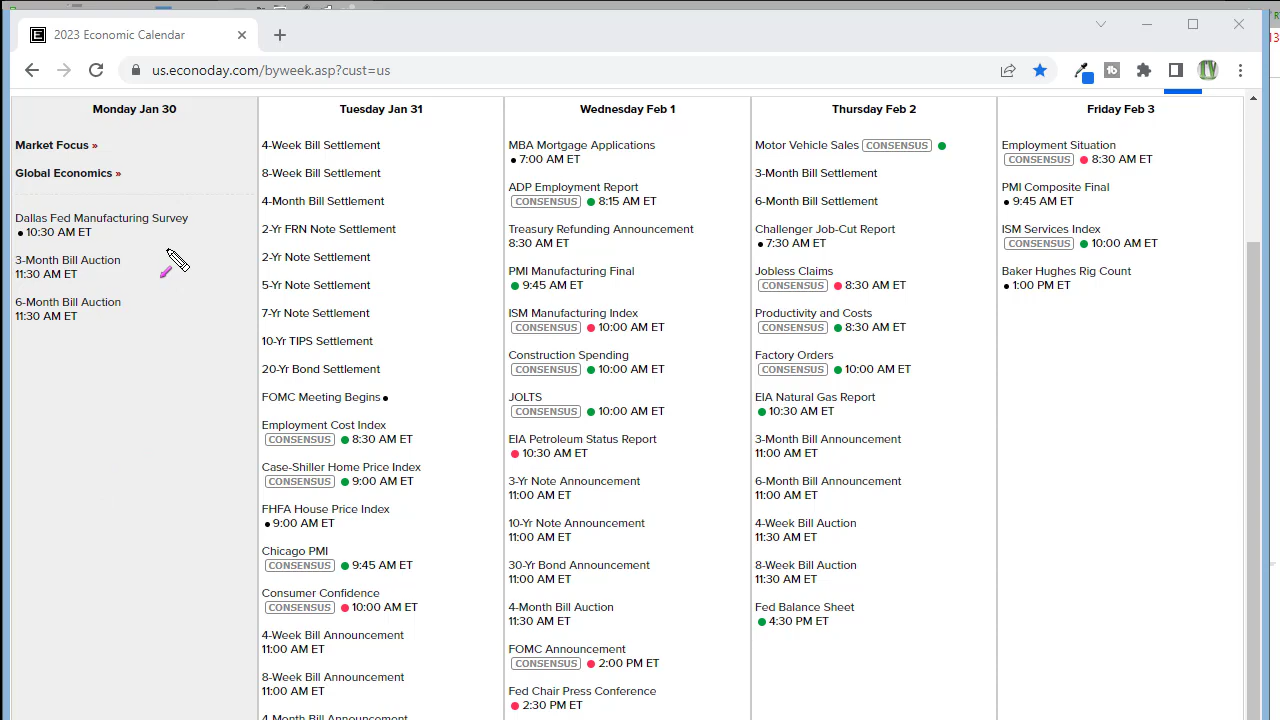 2023 Economic Calendar
us.econoday.com/byweek.asp?cust=us
Monday Jan 30
Market Focus »
Global Economics »
Dallas Fed Manufacturing Survey
10:30 AM ET
3-Month Bill Auction
11:30 AM ET
6-Month Bill Auction
11:30 AM ET
Tuesday Jan 31
4-Week Bill Settlement
8-Week Bill Settlement
4-Month Bill Settlement
2-Yr FRN Note Settlement
2-Yr Note Settlement
5-Yr Note Settlement
7-Yr Note Settlement
10-Yr TIPS Settlement
20-Yr Bond Settlement
FOMC Meeting Begins
Employment Cost Index
CONSENSUS 8:30 AM ET
Case-Shiller Home Price Index
CONSENSUS 9:00 AM ET
FHFA House Price Index
9:00 AM ET
Chicago PMI
CONSENSUS 9:45 AM ET
Consumer Confidence
CONSENSUS 10:00 AM ET
4-Week Bill Announcement
11:00 AM ET
8-Week Bill Announcement
11:00 AM ET
4-Month Bill Announcement
Wednesday Feb 1
MBA Mortgage Applications
7:00 AM ET
ADP Employment Report
CONSENSUS 8:15 AM ET
Treasury Refunding Announcement
8:30 AM ET
PMI Manufacturing Final
9:45 AM ET
ISM Manufacturing Index
CONSENSUS 10:00 AM ET
Construction Spending
CONSENSUS 10:00 AM ET
JOLTS
CONSENSUS 10:00 AM ET
EIA Petroleum Status Report
10:30 AM ET
3-Yr Note Announcement
11:00 AM ET
10-Yr Note Announcement
11:00 AM ET
30-Yr Bond Announcement
11:00 AM ET
4-Month Bill Auction
11:30 AM ET
FOMC Announcement
CONSENSUS 2:00 PM ET
Fed Chair Press Conference
2:30 PM ET
Thursday Feb 2
Motor Vehicle Sales CONSENSUS
3-Month Bill Settlement
6-Month Bill Settlement
Challenger Job-Cut Report
7:30 AM ET
Jobless Claims
CONSENSUS 8:30 AM ET
Productivity and Costs
CONSENSUS 8:30 AM ET
Factory Orders
CONSENSUS 10:00 AM ET
EIA Natural Gas Report
10:30 AM ET
3-Month Bill Announcement
11:00 AM ET
6-Month Bill Announcement
11:00 AM ET
4-Week Bill Auction
11:30 AM ET
8-Week Bill Auction
11:30 AM ET
Fed Balance Sheet
4:30 PM ET
Friday Feb 3
Employment Situation
CONSENSUS 8:30 AM ET
PMI Composite Final
9:45 AM ET
ISM Services Index
CONSENSUS 10:00 AM ET
Baker Hughes Rig Count
1:00 PM ET